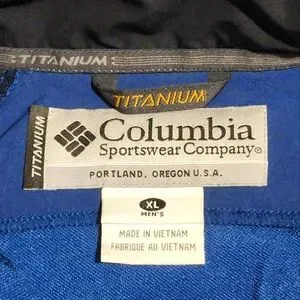 TITANIUM
TITANIUM
TITANIUM
Columbia
Sportswear Company®
PORTLAND, OREGON U.S.A.
XL
MEN'S
MADE IN VIETNAM
FABRIQUE AU VIETNAM